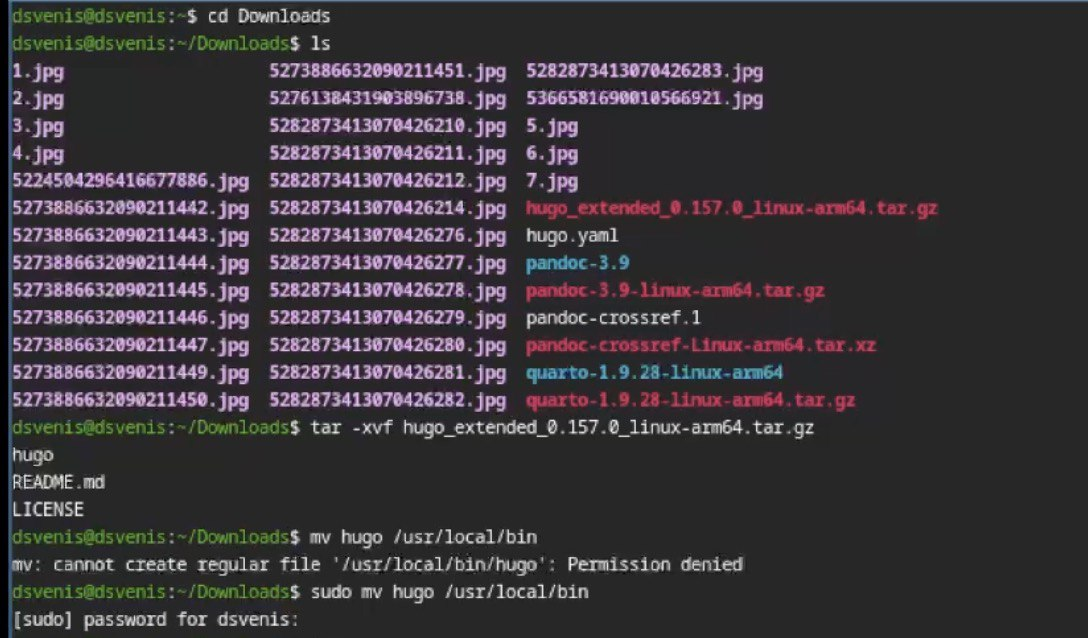 dsvenis@dsvenis:~$ cd Downloads
dsvenis@dsvenis:~/Downloads$ ls
1.jpg 5273886632090211451.jpg 5282873413070426283.jpg
2.jpg 5276138431903896738.jpg 5366581690010566921.jpg
3.jpg 5282873413070426210.jpg 5.jpg
4.jpg 5282873413070426211.jpg 6.jpg
5224504296416677886.jpg 5282873413070426212.jpg 7.jpg
5273886632090211442.jpg 5282873413070426214.jpg hugo_extended_0.157.0_linux-arm64.tar.gz
5273886632090211443.jpg 5282873413070426276.jpg hugo.yaml
5273886632090211444.jpg 5282873413070426277.jpg pandoc-3.9
5273886632090211445.jpg 5282873413070426278.jpg pandoc-3.9-linux-arm64.tar.gz
5273886632090211446.jpg 5282873413070426279.jpg pandoc-crossref.1
5273886632090211447.jpg 5282873413070426280.jpg pandoc-crossref-Linux-arm64.tar.xz
5273886632090211449.jpg 5282873413070426281.jpg quarto-1.9.28-linux-arm64
5273886632090211450.jpg 5282873413070426282.jpg quarto-1.9.28-linux-arm64.tar.gz
dsvenis@dsvenis:~/Downloads$ tar -xvf hugo_extended_0.157.0_linux-arm64.tar.gz
hugo
README.md
LICENSE
dsvenis@dsvenis:~/Downloads$ mv hugo /usr/local/bin
mv: cannot create regular file '/usr/local/bin/hugo': Permission denied
dsvenis@dsvenis:~/Downloads$ sudo mv hugo /usr/local/bin
[sudo] password for dsvenis: